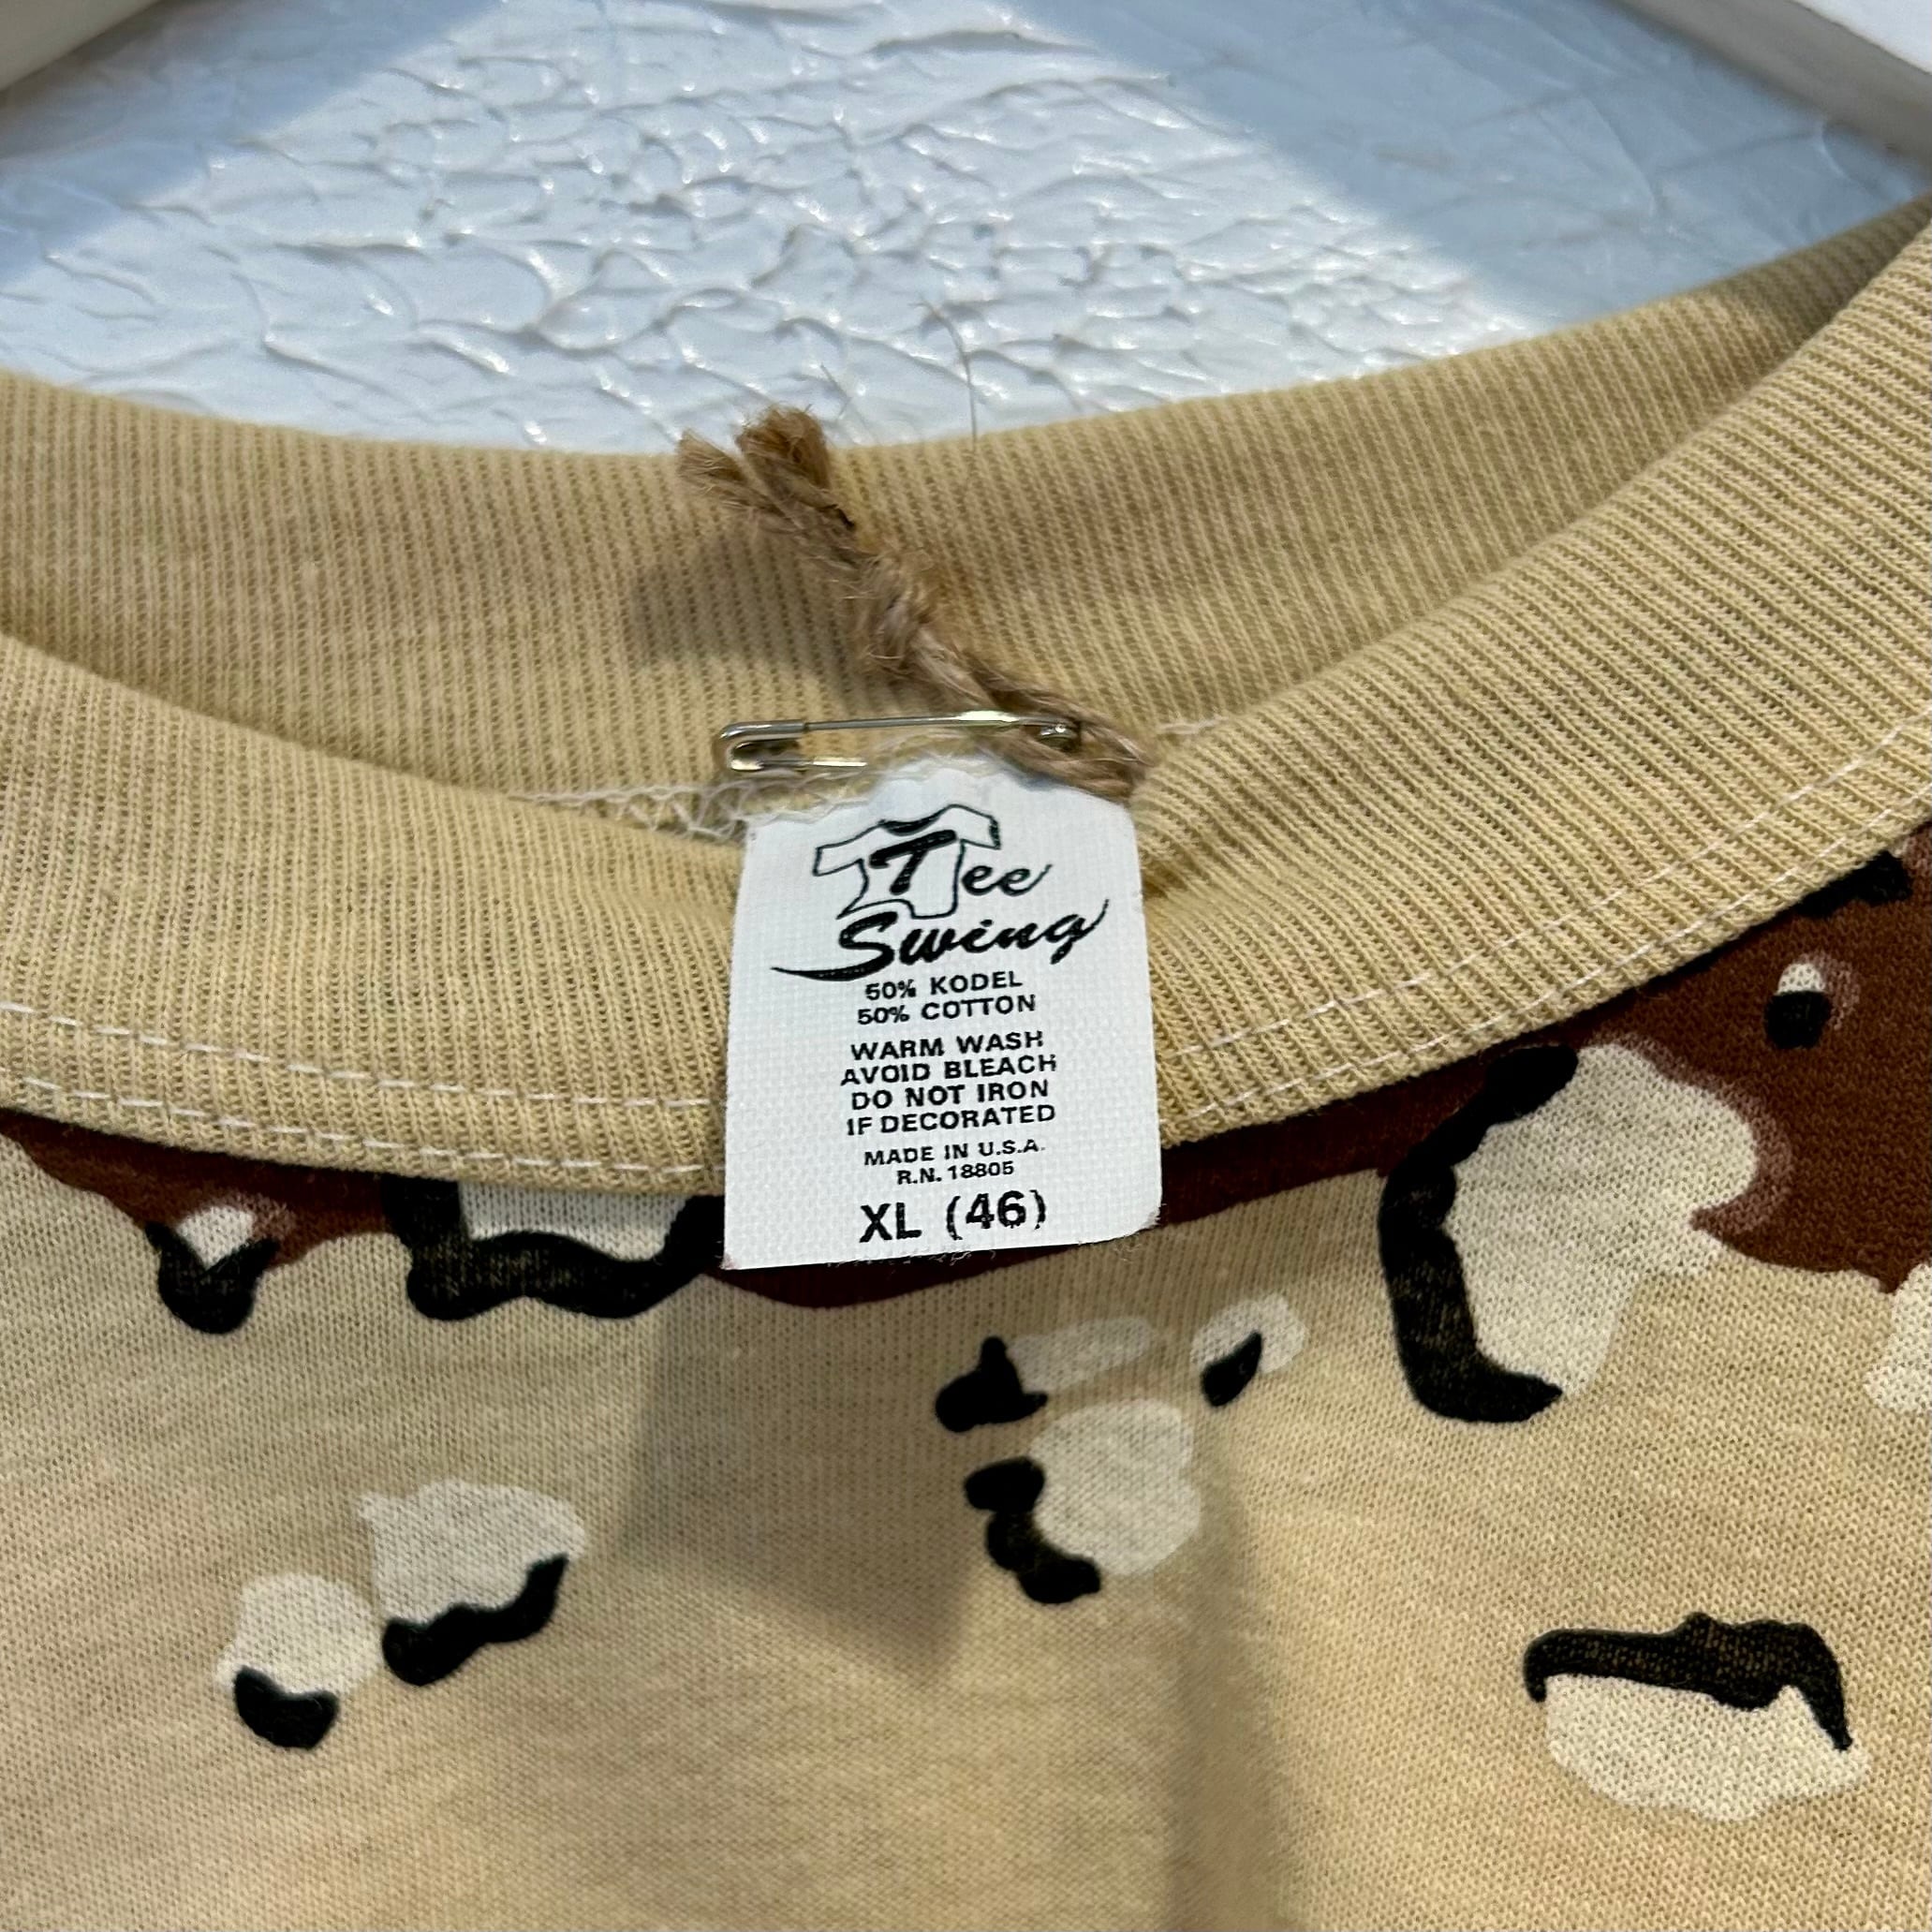 Tee
Swing
50% KODEL
50% COTTON
WARM WASH
AVOID BLEACH
DO NOT IRON
IF DECORATED
MADE IN U.S.A.
R.N. 18805
XL (46)